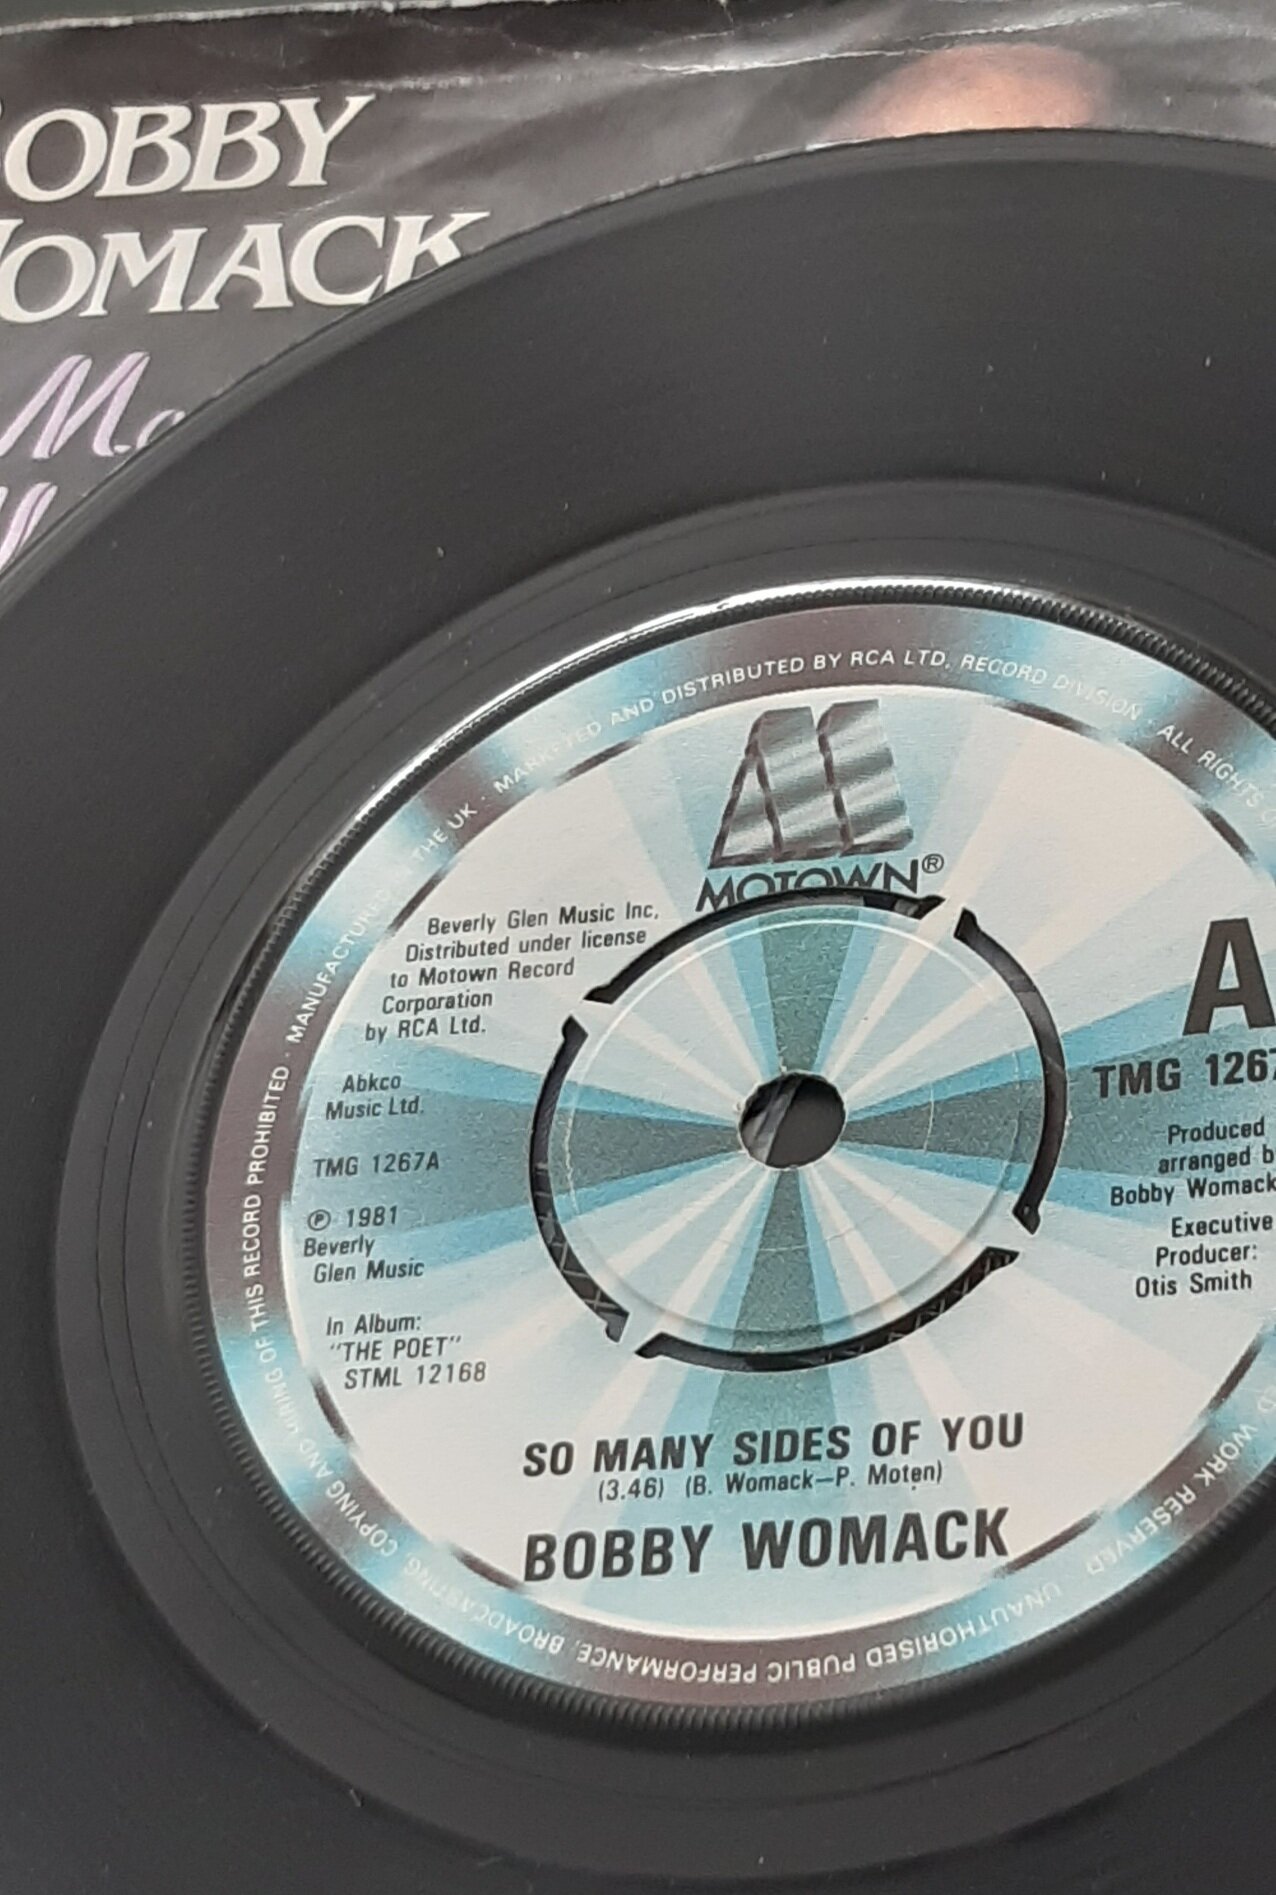 OBBY
OMACK
MANUFACTURED THE UK · MARKETED AND DISTRIBUTED BY RCA LTD. RECORD DIVISION · ALL RIGHTS
MOTOWN®
Beverly Glen Music Inc.
Distributed under license
to Motown Record
Corporation
by RCA Ltd.
Abkco
Music Ltd.
TMG 1267A
℗ 1981
Beverly
Glen Music
In Album:
"THE POET"
STML 12168
A
TMG 1267
Produced
arranged b
Bobby Womack
Executive
Producer:
Otis Smith
SO MANY SIDES OF YOU
(3.46) (B. Womack–P. Moten)
BOBBY WOMACK
WORK RESERVED UNAUTHORISED PUBLIC PERFORMANCE, BROADCASTING, COPYING AND OF THIS RECORD PROHIBITED ·